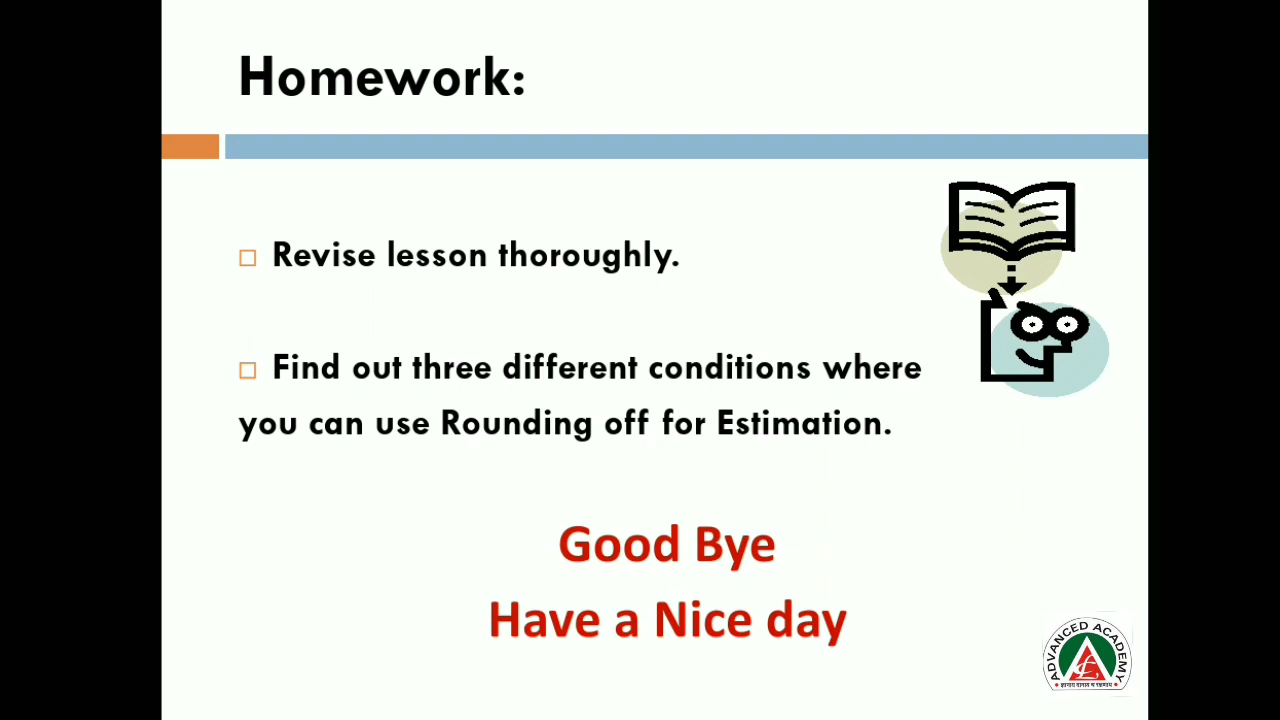 Homework:
Revise lesson thoroughly.
Find out three different conditions where
you can use Rounding off for Estimation.
Good Bye
Have a Nice day
ADVANCED ACADEMY